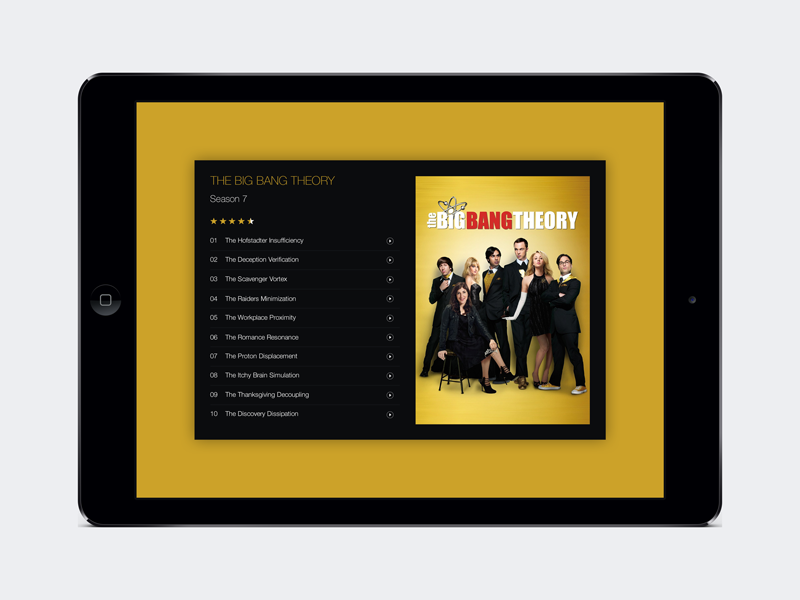 THE BIG BANG THEORY
Season 7
01 The Hofstadter Insufficiency
02 The Deception Verification
03 The Scavenger Vortex
04 The Raiders Minimization
05 The Workplace Proximity
06 The Romance Resonance
07 The Proton Displacement
08 The Itchy Brain Simulation
09 The Thanksgiving Decoupling
10 The Discovery Dissipation
the BIG BANG THEORY